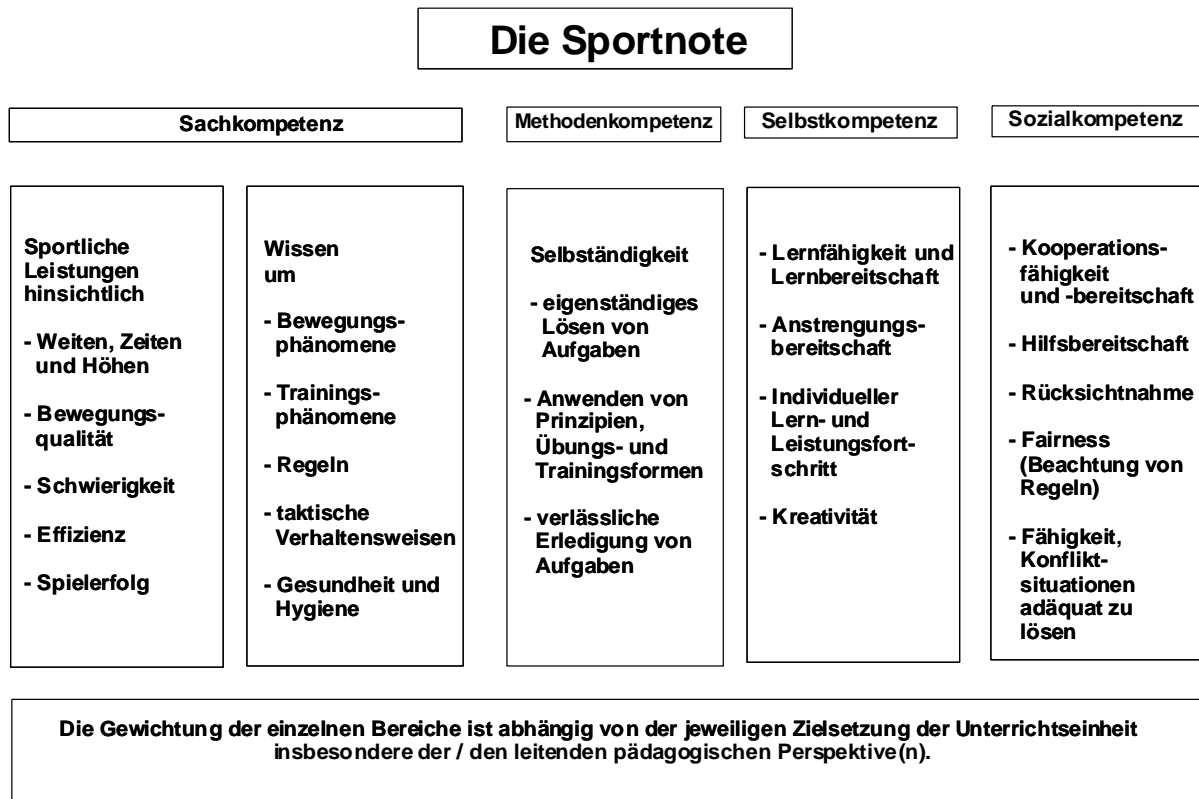 Die Sportnote
Sachkompetenz
Methodenkompetenz
Selbstkompetenz
Sozialkompetenz
Sportliche
Leistungen
hinsichtlich
- Weiten, Zeiten
und Höhen
- Bewegungs-
qualität
- Schwierigkeit
- Effizienz
- Spielerfolg
Wissen
um
- Bewegungs-
phänomene
- Trainings-
phänomene
- Regeln
- taktische
Verhaltensweisen
- Gesundheit und
Hygiene
Selbständigkeit
- eigenständiges
Lösen von
Aufgaben
- Anwenden von
Prinzipien,
Übungs- und
Trainingsformen
- verlässliche
Erledigung von
Aufgaben
- Lernfähigkeit und
Lernbereitschaft
- Anstrengungs-
bereitschaft
- Individueller
Lern- und
Leistungsfort-
schritt
- Kreativität
- Kooperations-
fähigkeit
und -bereitschaft
- Hilfsbereitschaft
- Rücksichtnahme
- Fairness
(Beachtung von
Regeln)
- Fähigkeit,
Konflikt-
situationen
adäquat zu
lösen
Die Gewichtung der einzelnen Bereiche ist abhängig von der jeweiligen Zielsetzung der Unterrichtseinheit
insbesondere der / den leitenden pädagogischen Perspektive(n).